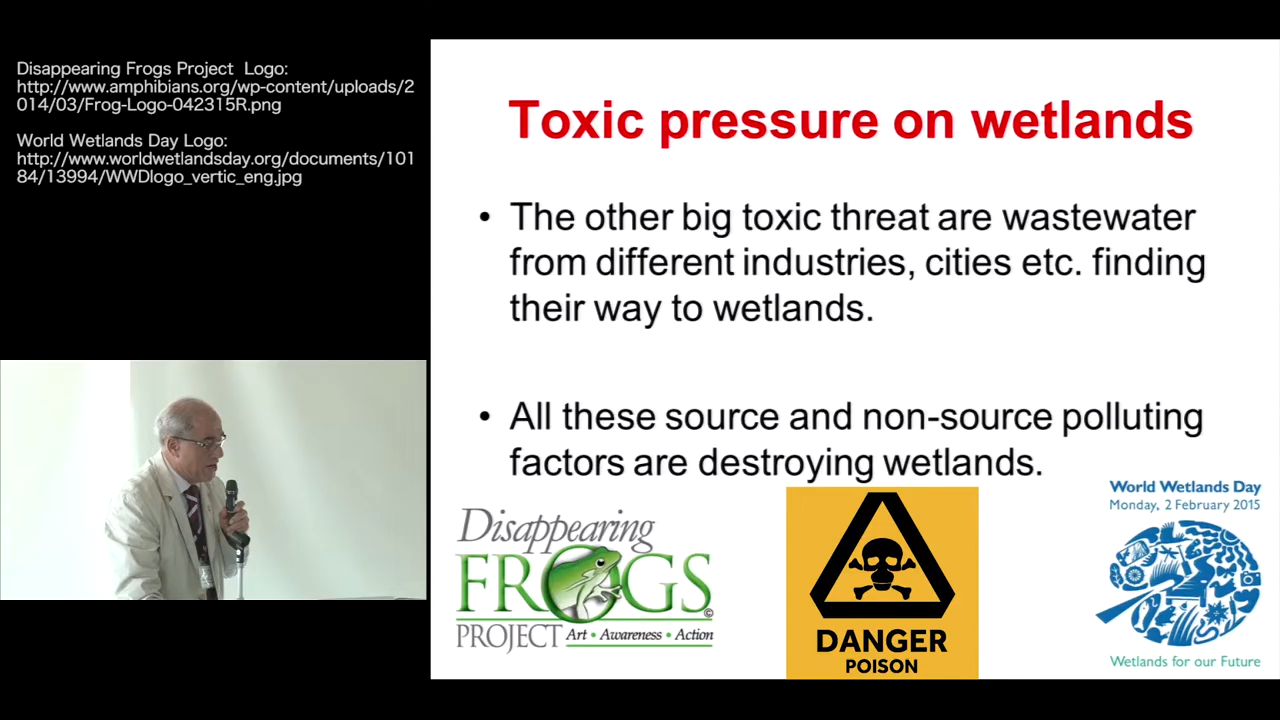 Disappearing Frogs Project Logo:
http://www.amphibians.org/wp-content/uploads/2
014/03/Frog-Logo-042315R.png
World Wetlands Day Logo:
http://www.worldwetlandsday.org/documents/101
84/13994/WWDlogo_vertic_eng.jpg
Toxic pressure on wetlands
• The other big toxic threat are wastewater
from different industries, cities etc. finding
their way to wetlands.
• All these source and non-source polluting
factors are destroying wetlands.
Disappearing
FROGS
©
PROJECT Art • Awareness • Action
DANGER
POISON
World Wetlands Day
Monday, 2 February 2015
Wetlands for our Future